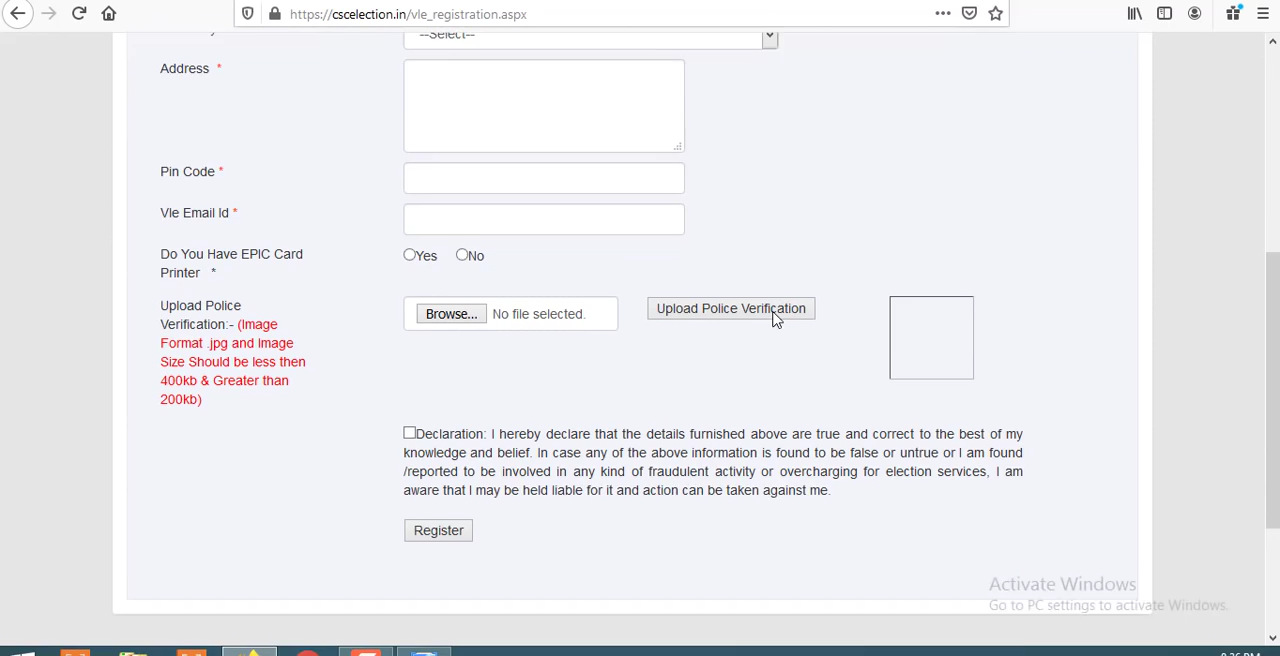 https://cscelection.in/vle_registration.aspx
--Select--
Address *
Pin Code *
Vle Email Id *
Do You Have EPIC Card
Printer *
Yes No
Upload Police
Verification:- (Image
Format .jpg and Image
Size Should be less then
400kb & Greater than
200kb)
Browse... No file selected.
Upload Police Verification
Declaration: I hereby declare that the details furnished above are true and correct to the best of my
knowledge and belief. In case any of the above information is found to be false or untrue or I am found
/reported to be involved in any kind of fraudulent activity or overcharging for election services, I am
aware that I may be held liable for it and action can be taken against me.
Register
Activate Windows
Go to PC settings to activate Windows.